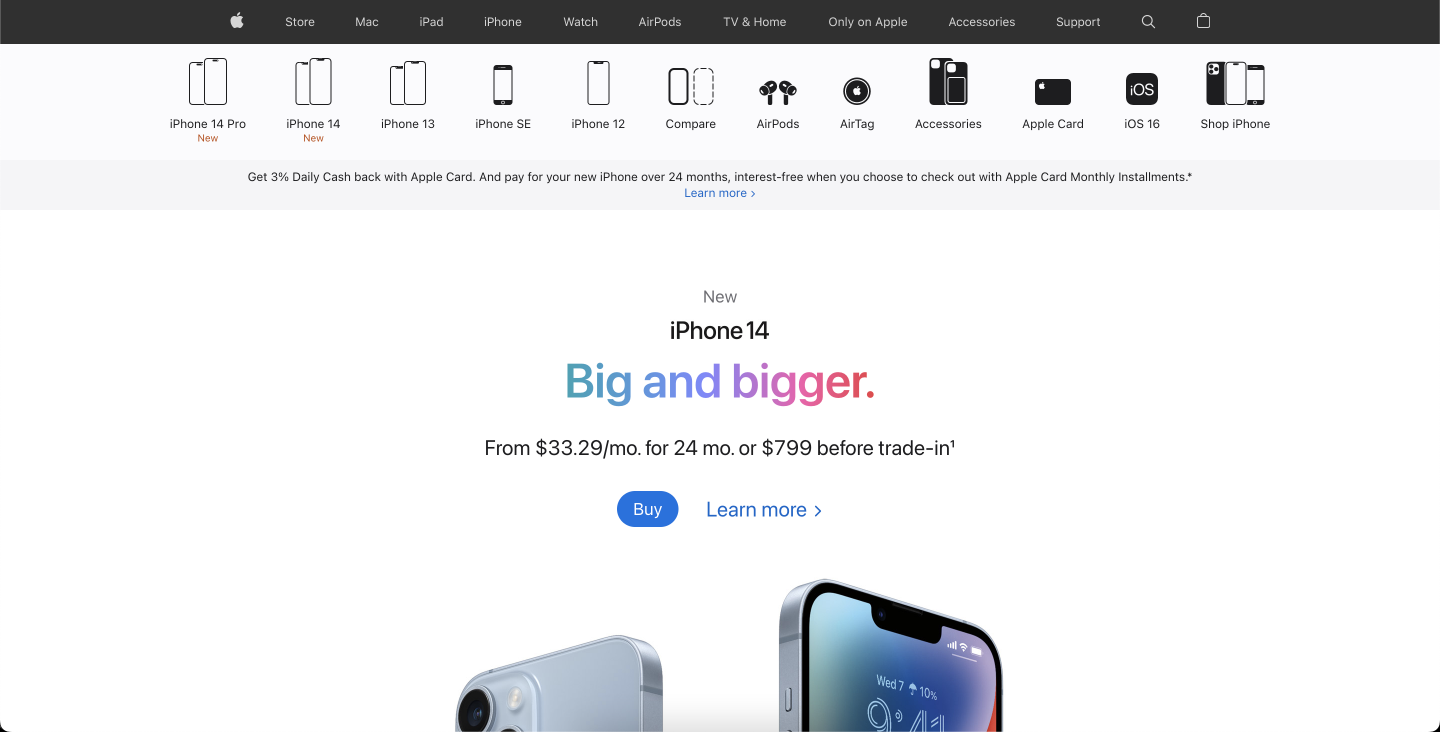 Store Mac iPad iPhone Watch AirPods TV & Home Only on Apple Accessories Support
iOS
iPhone 14 Pro iPhone 14 iPhone 13 iPhone SE iPhone 12 Compare AirPods AirTag Accessories Apple Card iOS 16 Shop iPhone
New New
Get 3% Daily Cash back with Apple Card. And pay for your new iPhone over 24 months, interest-free when you choose to check out with Apple Card Monthly Installments.*
Learn more >
New
iPhone 14
Big and bigger.
From $33.29/mo. for 24 mo. or $799 before trade-in¹
Buy Learn more >
Wed 7 ☂ 10%
9:41